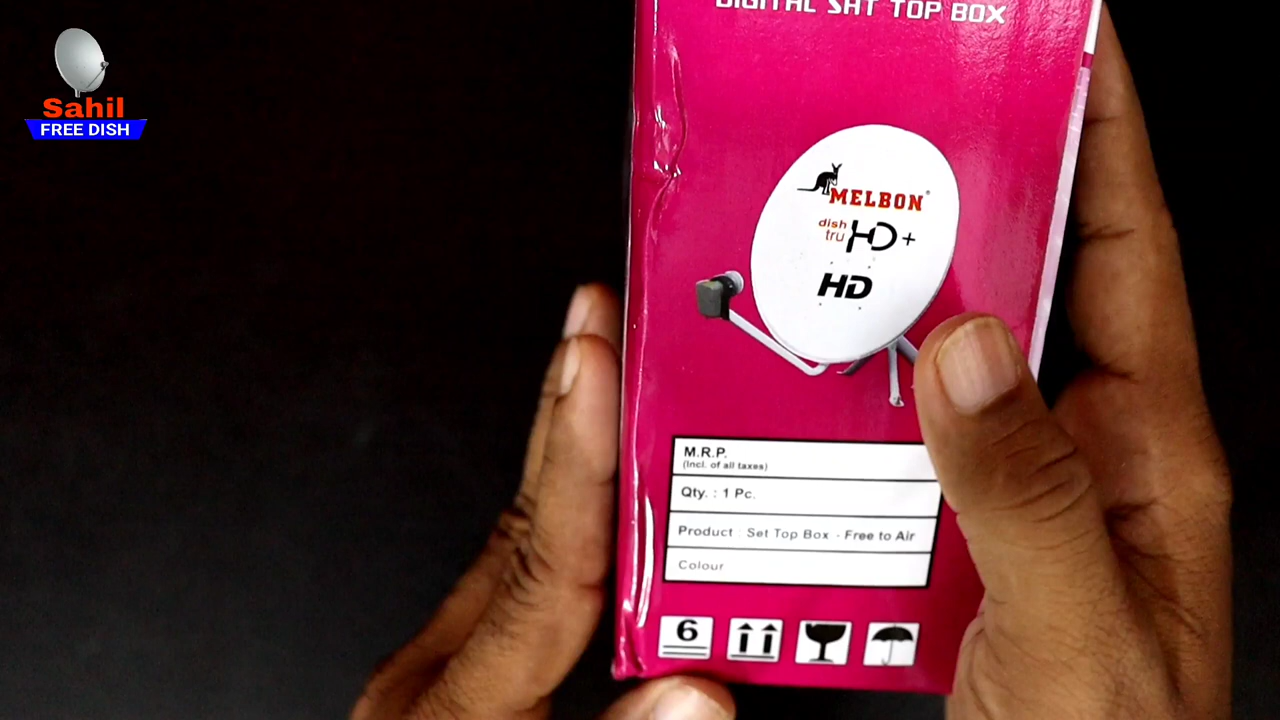 DIGITAL SAT TOP BOX
Sahil
FREE DISH
MELBON®
dish
tru HD+
HD
M.R.P.
(Incl. of all taxes)
Qty. : 1 Pc.
Product : Set Top Box - Free to Air
Colour
6